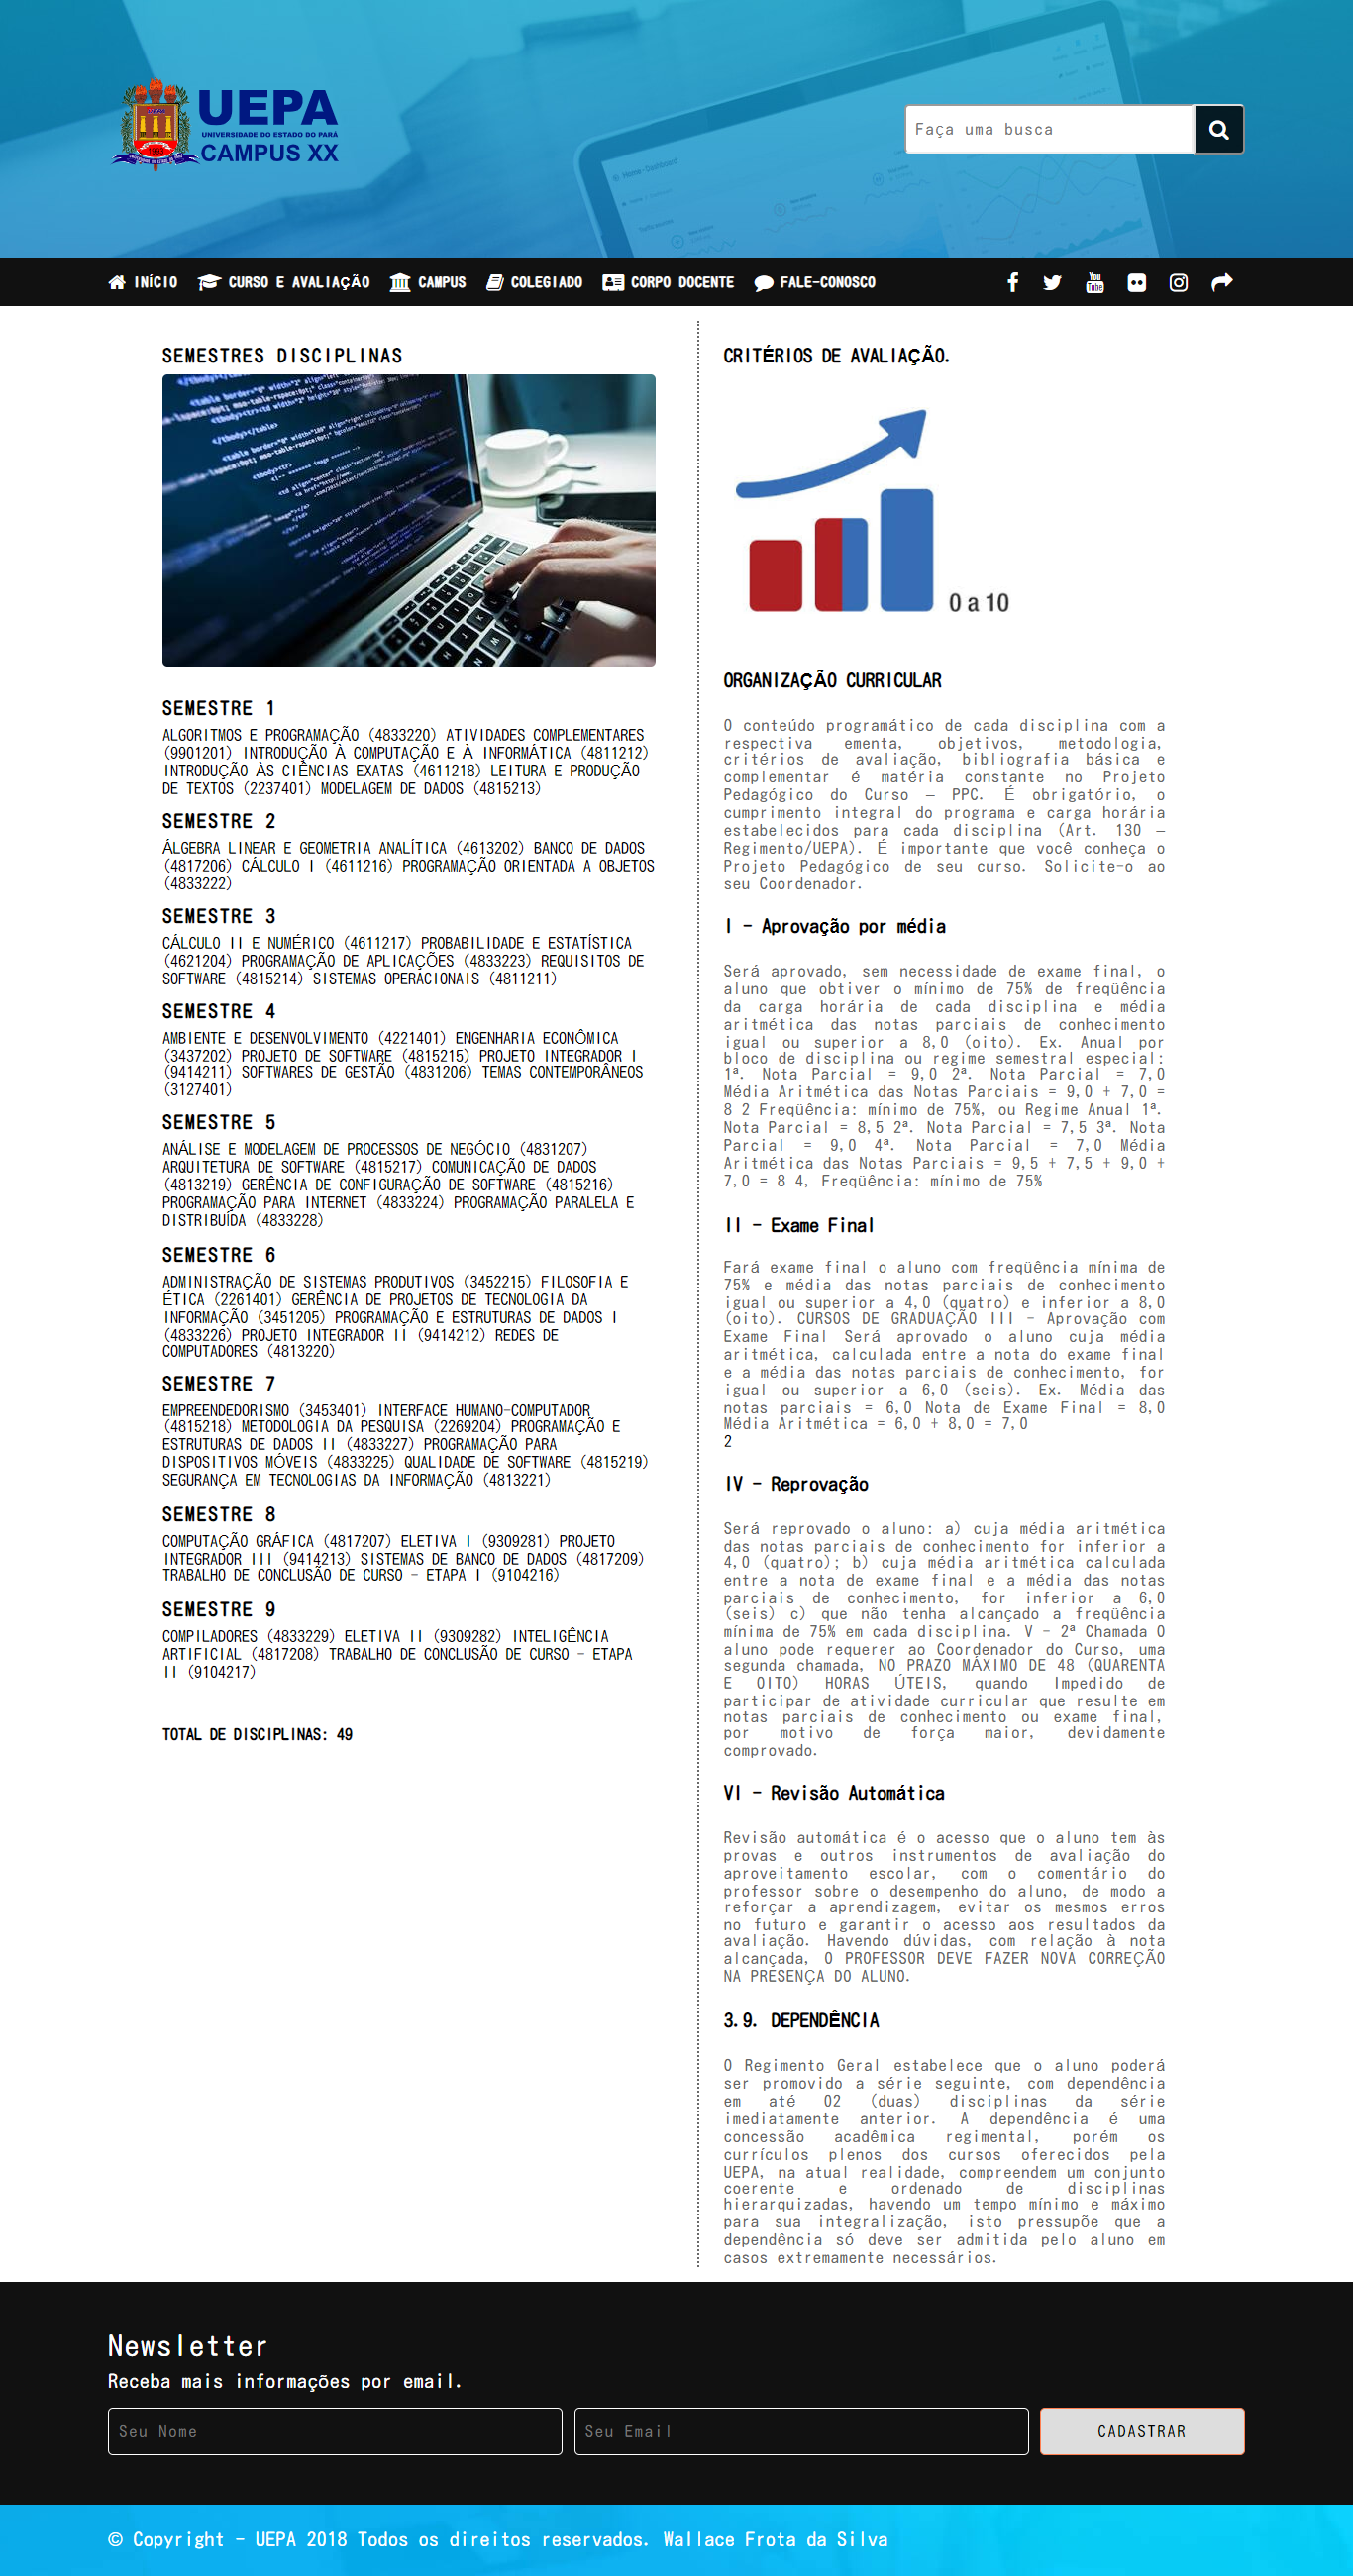 UEPA
UNIVERSIDADE DO ESTADO DO PARÁ
CAMPUS XX
Faça uma busca
INÍCIO CURSO E AVALIAÇÃO CAMPUS COLEGIADO CORPO DOCENTE FALE-CONOSCO
SEMESTRES DISCIPLINAS
SEMESTRE 1
ALGORITMOS E PROGRAMAÇÃO (4833220) ATIVIDADES COMPLEMENTARES
(9901201) INTRODUÇÃO À COMPUTAÇÃO E À INFORMÁTICA (4811212)
INTRODUÇÃO ÀS CIÊNCIAS EXATAS (4611218) LEITURA E PRODUÇÃO
DE TEXTOS (2237401) MODELAGEM DE DADOS (4815213)
SEMESTRE 2
ÁLGEBRA LINEAR E GEOMETRIA ANALÍTICA (4613202) BANCO DE DADOS
(4817206) CÁLCULO I (4611216) PROGRAMAÇÃO ORIENTADA A OBJETOS
(4833222)
SEMESTRE 3
CÁLCULO II E NUMÉRICO (4611217) PROBABILIDADE E ESTATÍSTICA
(4621204) PROGRAMAÇÃO DE APLICAÇÕES (4833223) REQUISITOS DE
SOFTWARE (4815214) SISTEMAS OPERACIONAIS (4811211)
SEMESTRE 4
AMBIENTE E DESENVOLVIMENTO (4221401) ENGENHARIA ECONÔMICA
(3437202) PROJETO DE SOFTWARE (4815215) PROJETO INTEGRADOR I
(9414211) SOFTWARES DE GESTÃO (4831206) TEMAS CONTEMPORÂNEOS
(3127401)
SEMESTRE 5
ANÁLISE E MODELAGEM DE PROCESSOS DE NEGÓCIO (4831207)
ARQUITETURA DE SOFTWARE (4815217) COMUNICAÇÃO DE DADOS
(4813219) GERÊNCIA DE CONFIGURAÇÃO DE SOFTWARE (4815216)
PROGRAMAÇÃO PARA INTERNET (4833224) PROGRAMAÇÃO PARALELA E
DISTRIBUÍDA (4833228)
SEMESTRE 6
ADMINISTRAÇÃO DE SISTEMAS PRODUTIVOS (3452215) FILOSOFIA E
ÉTICA (2261401) GERÊNCIA DE PROJETOS DE TECNOLOGIA DA
INFORMAÇÃO (3451205) PROGRAMAÇÃO E ESTRUTURAS DE DADOS I
(4833226) PROJETO INTEGRADOR II (9414212) REDES DE
COMPUTADORES (4813220)
SEMESTRE 7
EMPREENDEDORISMO (3453401) INTERFACE HUMANO-COMPUTADOR
(4815218) METODOLOGIA DA PESQUISA (2269204) PROGRAMAÇÃO E
ESTRUTURAS DE DADOS II (4833227) PROGRAMAÇÃO PARA
DISPOSITIVOS MÓVEIS (4833225) QUALIDADE DE SOFTWARE (4815219)
SEGURANÇA EM TECNOLOGIAS DA INFORMAÇÃO (4813221)
SEMESTRE 8
COMPUTAÇÃO GRÁFICA (4817207) ELETIVA I (9309281) PROJETO
INTEGRADOR III (9414213) SISTEMAS DE BANCO DE DADOS (4817209)
TRABALHO DE CONCLUSÃO DE CURSO - ETAPA I (9104216)
SEMESTRE 9
COMPILADORES (4833229) ELETIVA II (9309282) INTELIGÊNCIA
ARTIFICIAL (4817208) TRABALHO DE CONCLUSÃO DE CURSO - ETAPA
II (9104217)
TOTAL DE DISCIPLINAS: 49
CRITÉRIOS DE AVALIAÇÃO.
0 a 10
ORGANIZAÇÃO CURRICULAR
O conteúdo programático de cada disciplina com a
respectiva ementa, objetivos, metodologia,
critérios de avaliação, bibliografia básica e
complementar é matéria constante no Projeto
Pedagógico do Curso – PPC. É obrigatório, o
cumprimento integral do programa e carga horária
estabelecidos para cada disciplina (Art. 130 –
Regimento/UEPA). É importante que você conheça o
Projeto Pedagógico de seu curso. Solicite-o ao
seu Coordenador.
I - Aprovação por média
Será aprovado, sem necessidade de exame final, o
aluno que obtiver o mínimo de 75% de freqüência
da carga horária de cada disciplina e média
aritmética das notas parciais de conhecimento
igual ou superior a 8,0 (oito). Ex. Anual por
bloco de disciplina ou regime semestral especial:
1ª. Nota Parcial = 9,0 2ª. Nota Parcial = 7,0
Média Aritmética das Notas Parciais = 9,0 + 7,0 =
8 2 Freqüência: mínimo de 75%, ou Regime Anual 1ª.
Nota Parcial = 8,5 2ª. Nota Parcial = 7,5 3ª. Nota
Parcial = 9,0 4ª. Nota Parcial = 7,0 Média
Aritmética das Notas Parciais = 9,5 + 7,5 + 9,0 +
7,0 = 8 4, Freqüência: mínimo de 75%
II - Exame Final
Fará exame final o aluno com freqüência mínima de
75% e média das notas parciais de conhecimento
igual ou superior a 4,0 (quatro) e inferior a 8,0
(oito). CURSOS DE GRADUAÇÃO III - Aprovação com
Exame Final Será aprovado o aluno cuja média
aritmética, calculada entre a nota do exame final
e a média das notas parciais de conhecimento, for
igual ou superior a 6,0 (seis). Ex. Média das
notas parciais = 6,0 Nota de Exame Final = 8,0
Média Aritmética = 6,0 + 8,0 = 7,0
2
IV - Reprovação
Será reprovado o aluno: a) cuja média aritmética
das notas parciais de conhecimento for inferior a
4,0 (quatro); b) cuja média aritmética calculada
entre a nota de exame final e a média das notas
parciais de conhecimento, for inferior a 6,0
(seis) c) que não tenha alcançado a freqüência
mínima de 75% em cada disciplina. V - 2ª Chamada O
aluno pode requerer ao Coordenador do Curso, uma
segunda chamada, NO PRAZO MÁXIMO DE 48 (QUARENTA
E OITO) HORAS ÚTEIS, quando Impedido de
participar de atividade curricular que resulte em
notas parciais de conhecimento ou exame final,
por motivo de força maior, devidamente
comprovado.
VI - Revisão Automática
Revisão automática é o acesso que o aluno tem às
provas e outros instrumentos de avaliação do
aproveitamento escolar, com o comentário do
professor sobre o desempenho do aluno, de modo a
reforçar a aprendizagem, evitar os mesmos erros
no futuro e garantir o acesso aos resultados da
avaliação. Havendo dúvidas, com relação à nota
alcançada, O PROFESSOR DEVE FAZER NOVA CORREÇÃO
NA PRESENÇA DO ALUNO.
3.9. DEPENDÊNCIA
O Regimento Geral estabelece que o aluno poderá
ser promovido a série seguinte, com dependência
em até 02 (duas) disciplinas da série
imediatamente anterior. A dependência é uma
concessão acadêmica regimental, porém os
currículos plenos dos cursos oferecidos pela
UEPA, na atual realidade, compreendem um conjunto
coerente e ordenado de disciplinas
hierarquizadas, havendo um tempo mínimo e máximo
para sua integralização, isto pressupõe que a
dependência só deve ser admitida pelo aluno em
casos extremamente necessários.
Newsletter
Receba mais informações por email.
Seu Nome
Seu Email
CADASTRAR
© Copyright - UEPA 2018 Todos os direitos reservados. Wallace Frota da Silva